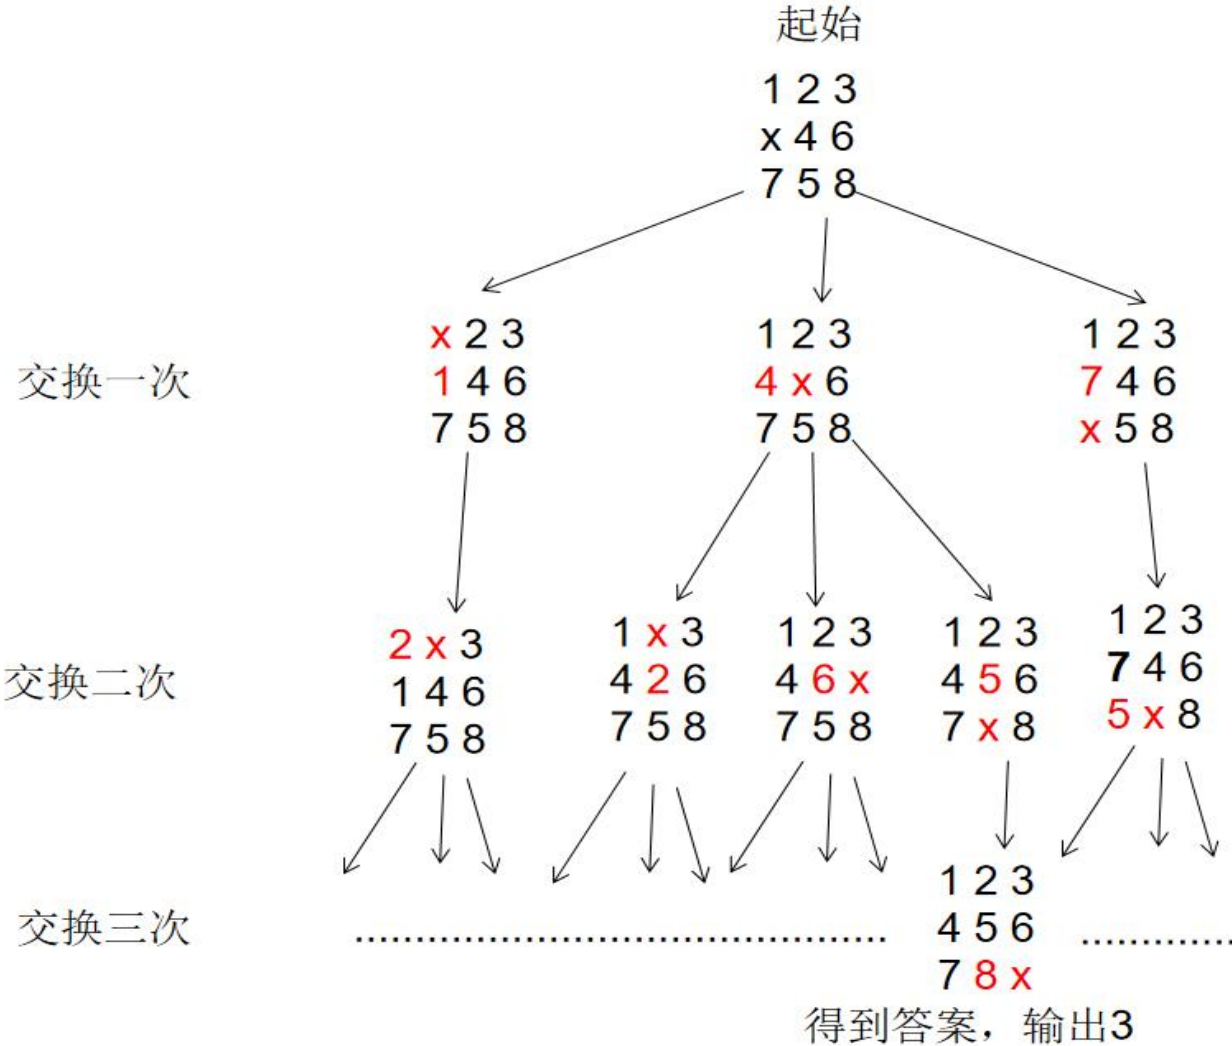 起始
1 2 3
x 4 6
7 5 8
交换一次
x 2 3
1 4 6
7 5 8
1 2 3
4 x 6
7 5 8
1 2 3
7 4 6
x 5 8
交换二次
2 x 3
1 4 6
7 5 8
1 x 3
4 2 6
7 5 8
1 2 3
4 6 x
7 5 8
1 2 3
4 5 6
7 x 8
1 2 3
7 4 6
5 x 8
交换三次
................................................
1 2 3
4 5 6
7 8 x
.............
得到答案，输出3